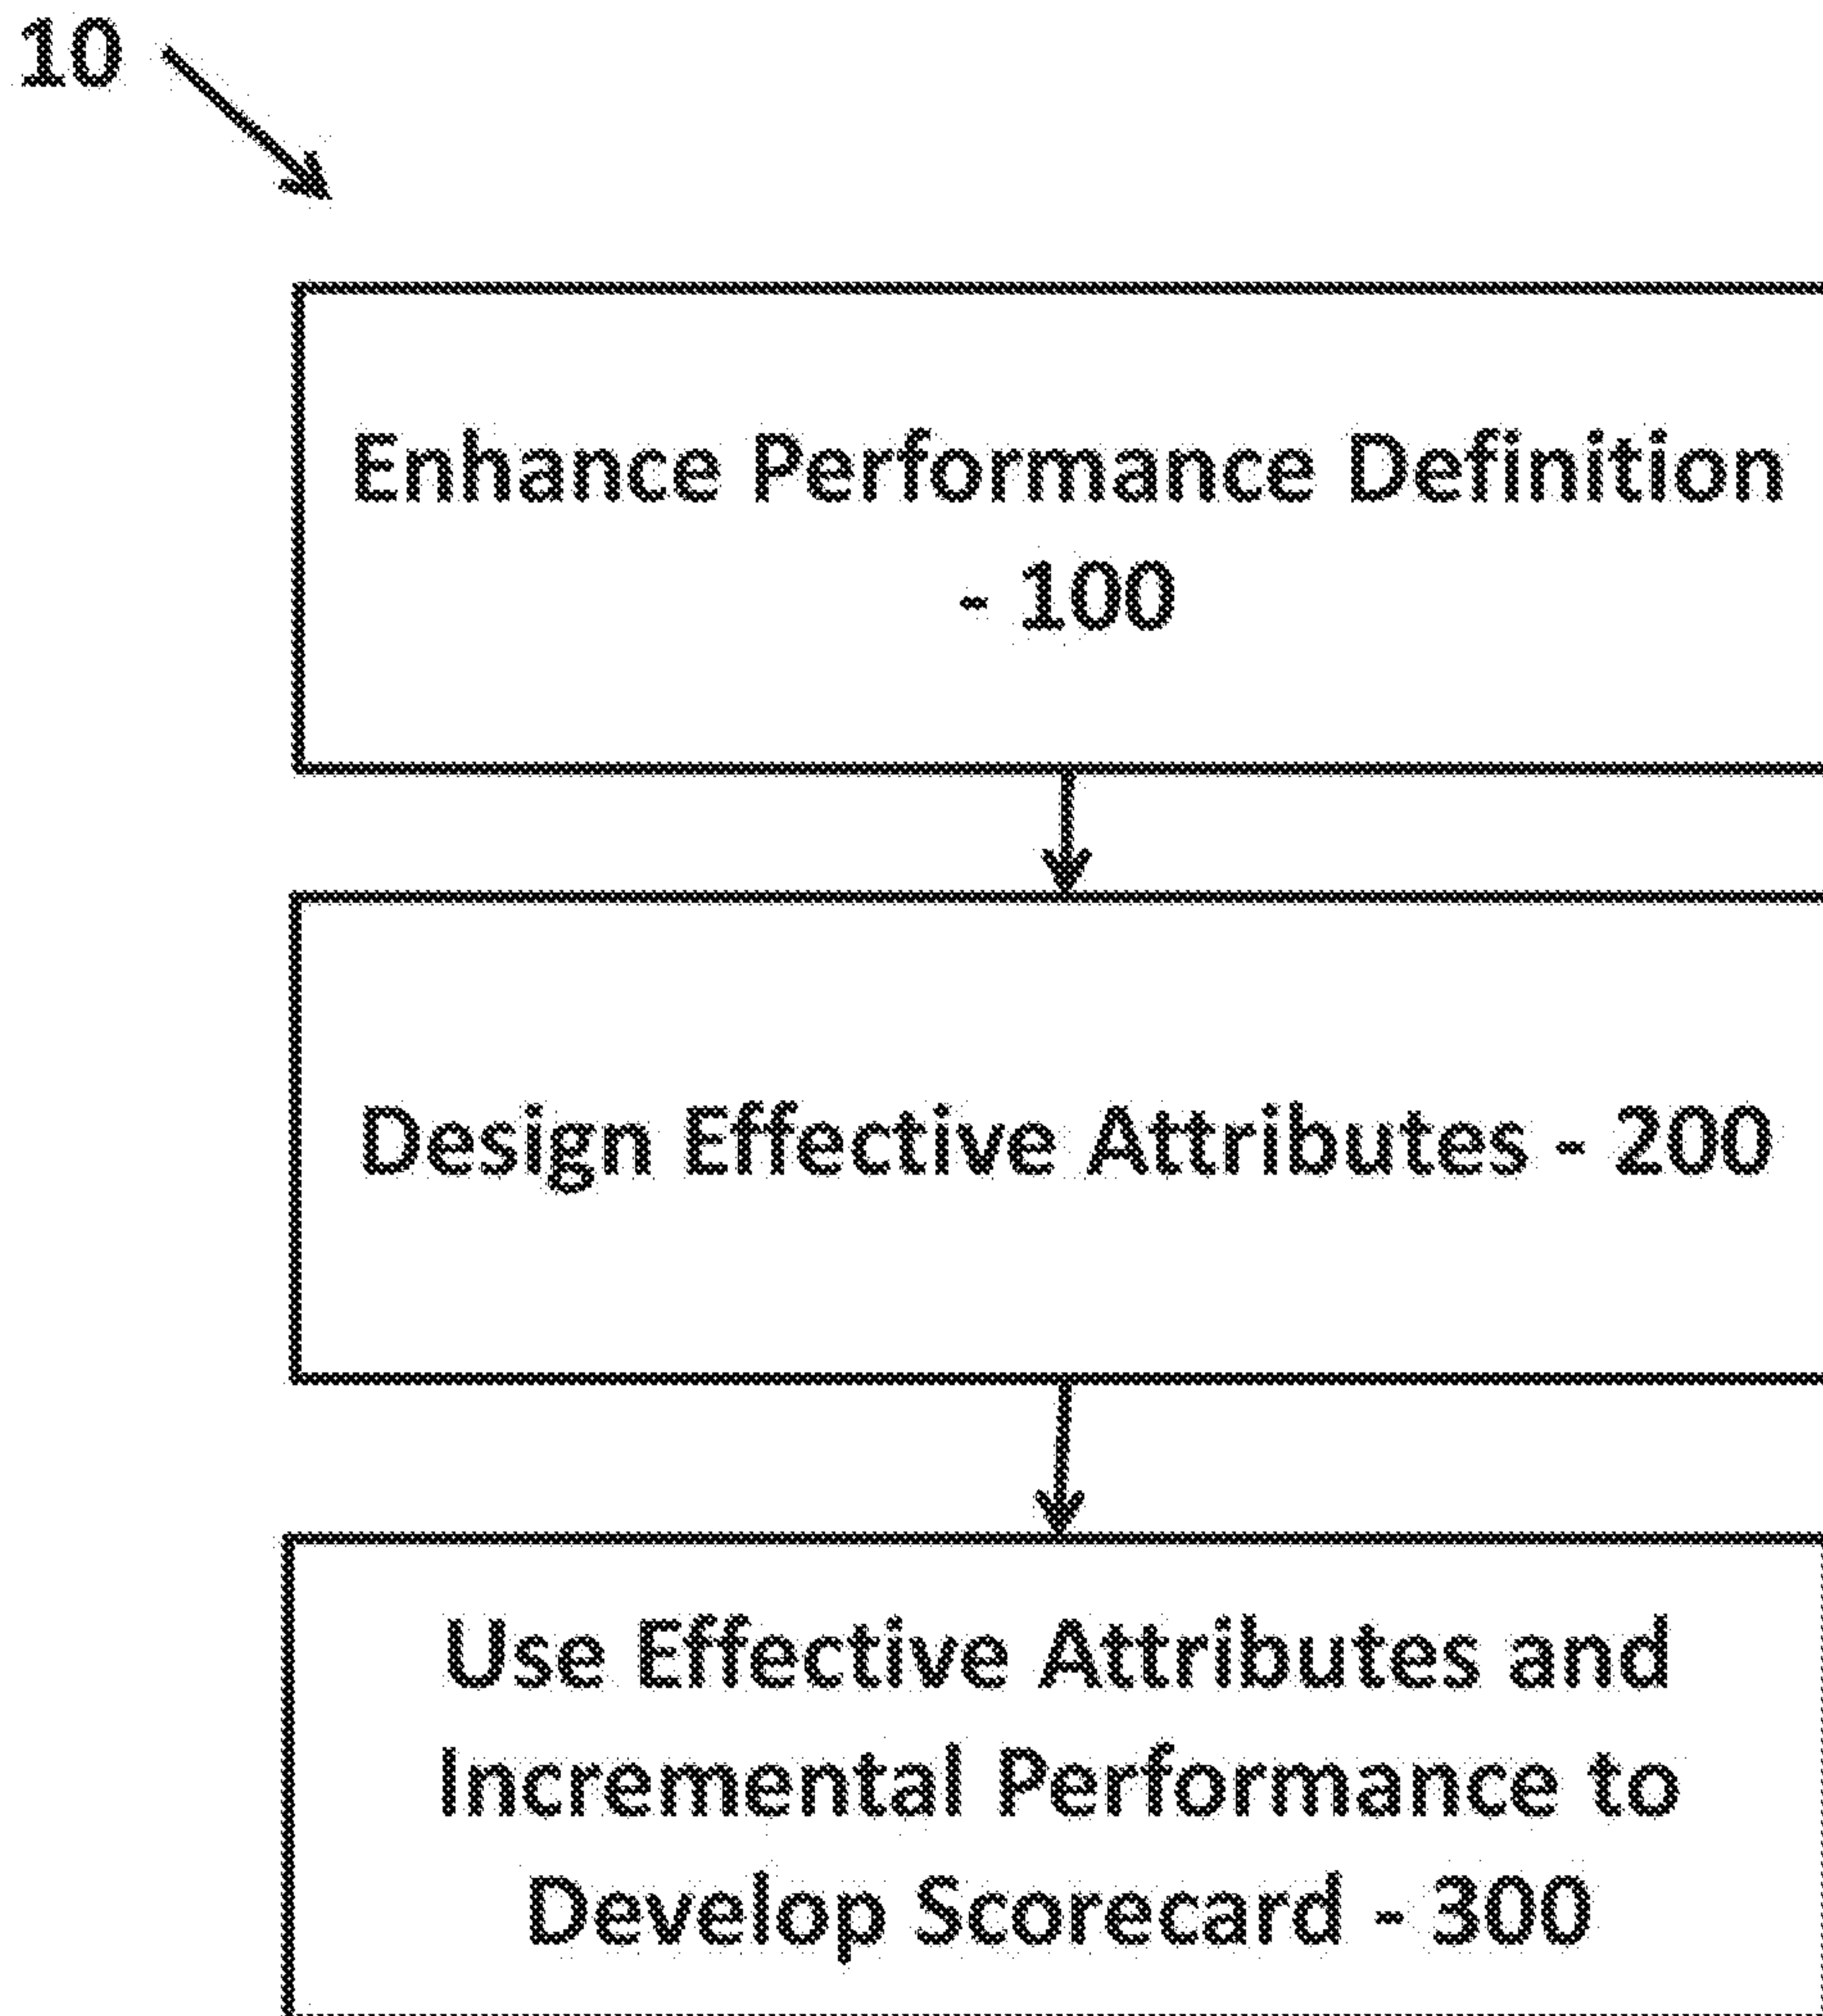 10
Enhance Performance Definition
- 100
Design Effective Attributes - 200
Use Effective Attributes and
Incremental Performance to
Develop Scorecard - 300